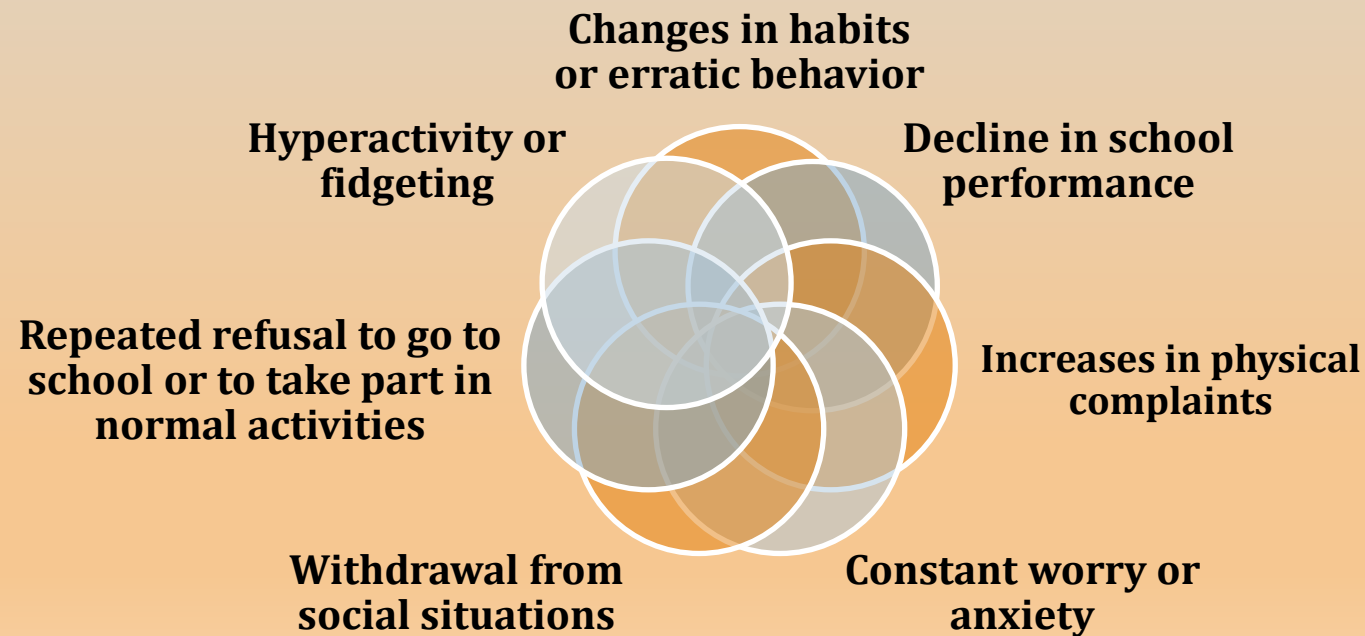 Changes in habits
or erratic behavior
Decline in school
performance
Increases in physical
complaints
Constant worry or
anxiety
Withdrawal from
social situations
Repeated refusal to go to
school or to take part in
normal activities
Hyperactivity or
fidgeting